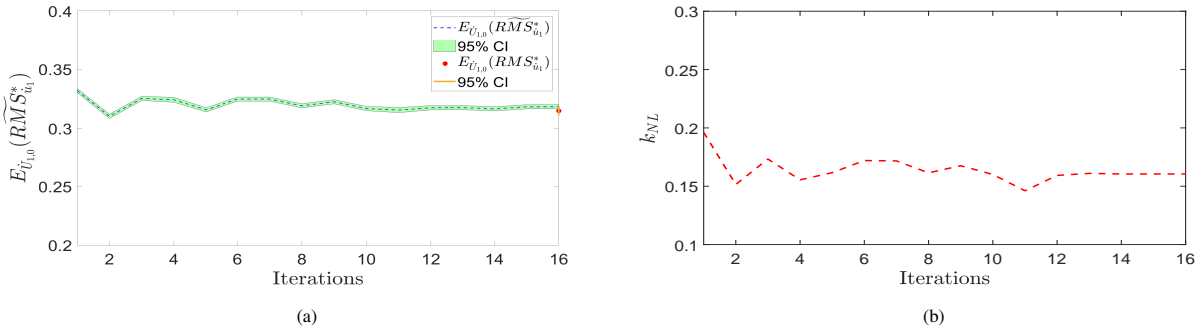 0.4
0.35
0.3
0.25
0.2
E_{\dot{U}_{1,0}}(\widetilde{RMS}^*_{\dot{u}_1})
E_{\dot{U}_{1,0}}(\widetilde{RMS}^*_{\dot{u}_1})
95% CI
E_{\dot{U}_{1,0}}(RMS^*_{\dot{u}_1})
95% CI
2 4 6 8 10 12 14 16
Iterations
(a)
0.3
0.25
0.2
0.15
0.1
k_{NL}
2 4 6 8 10 12 14 16
Iterations
(b)